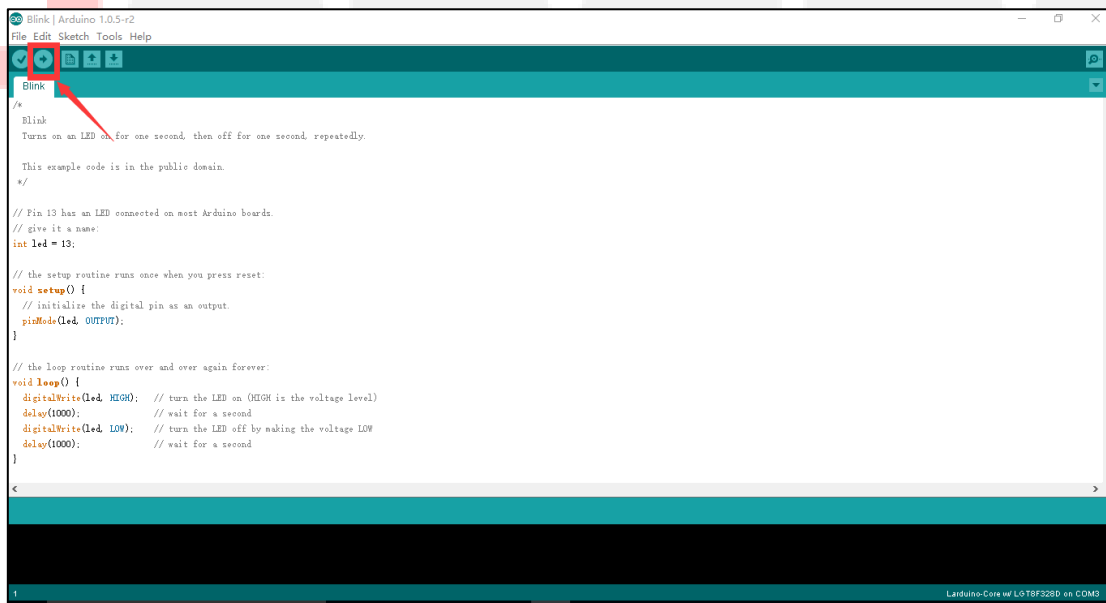 Blink | Arduino 1.0.5-r2
File Edit Sketch Tools Help
Blink
/*
  Blink
  Turns on an LED on for one second, then off for one second, repeatedly.

  This example code is in the public domain.
 */

// Pin 13 has an LED connected on most Arduino boards.
// give it a name:
int led = 13;

// the setup routine runs once when you press reset:
void setup() {
  // initialize the digital pin as an output.
  pinMode(led, OUTPUT);
}

// the loop routine runs over and over again forever:
void loop() {
  digitalWrite(led, HIGH);   // turn the LED on (HIGH is the voltage level)
  delay(1000);               // wait for a second
  digitalWrite(led, LOW);    // turn the LED off by making the voltage LOW
  delay(1000);               // wait for a second
}
1
Larduino-Core w/ LGT8F328D on COM3